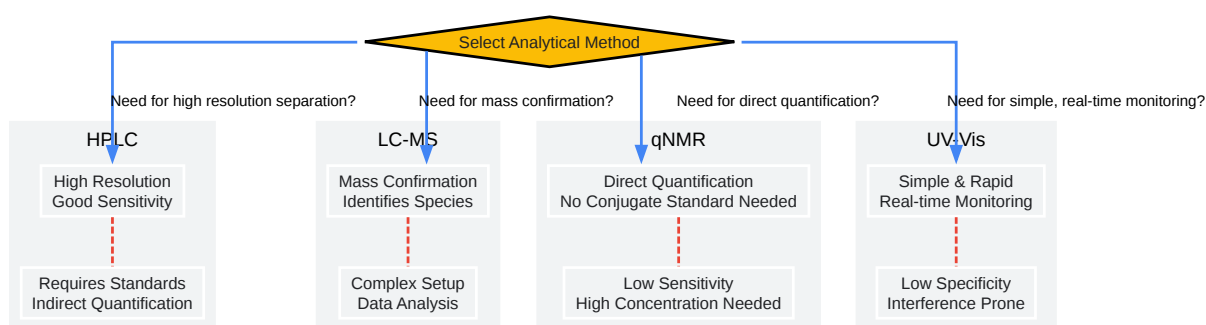 Select Analytical Method
Need for high resolution separation?
Need for mass confirmation?
Need for direct quantification?
Need for simple, real-time monitoring?
HPLC
LC-MS
qNMR
UV-Vis
High Resolution
Good Sensitivity
Mass Confirmation
Identifies Species
Direct Quantification
No Conjugate Standard Needed
Simple & Rapid
Real-time Monitoring
Requires Standards
Indirect Quantification
Complex Setup
Data Analysis
Low Sensitivity
High Concentration Needed
Low Specificity
Interference Prone